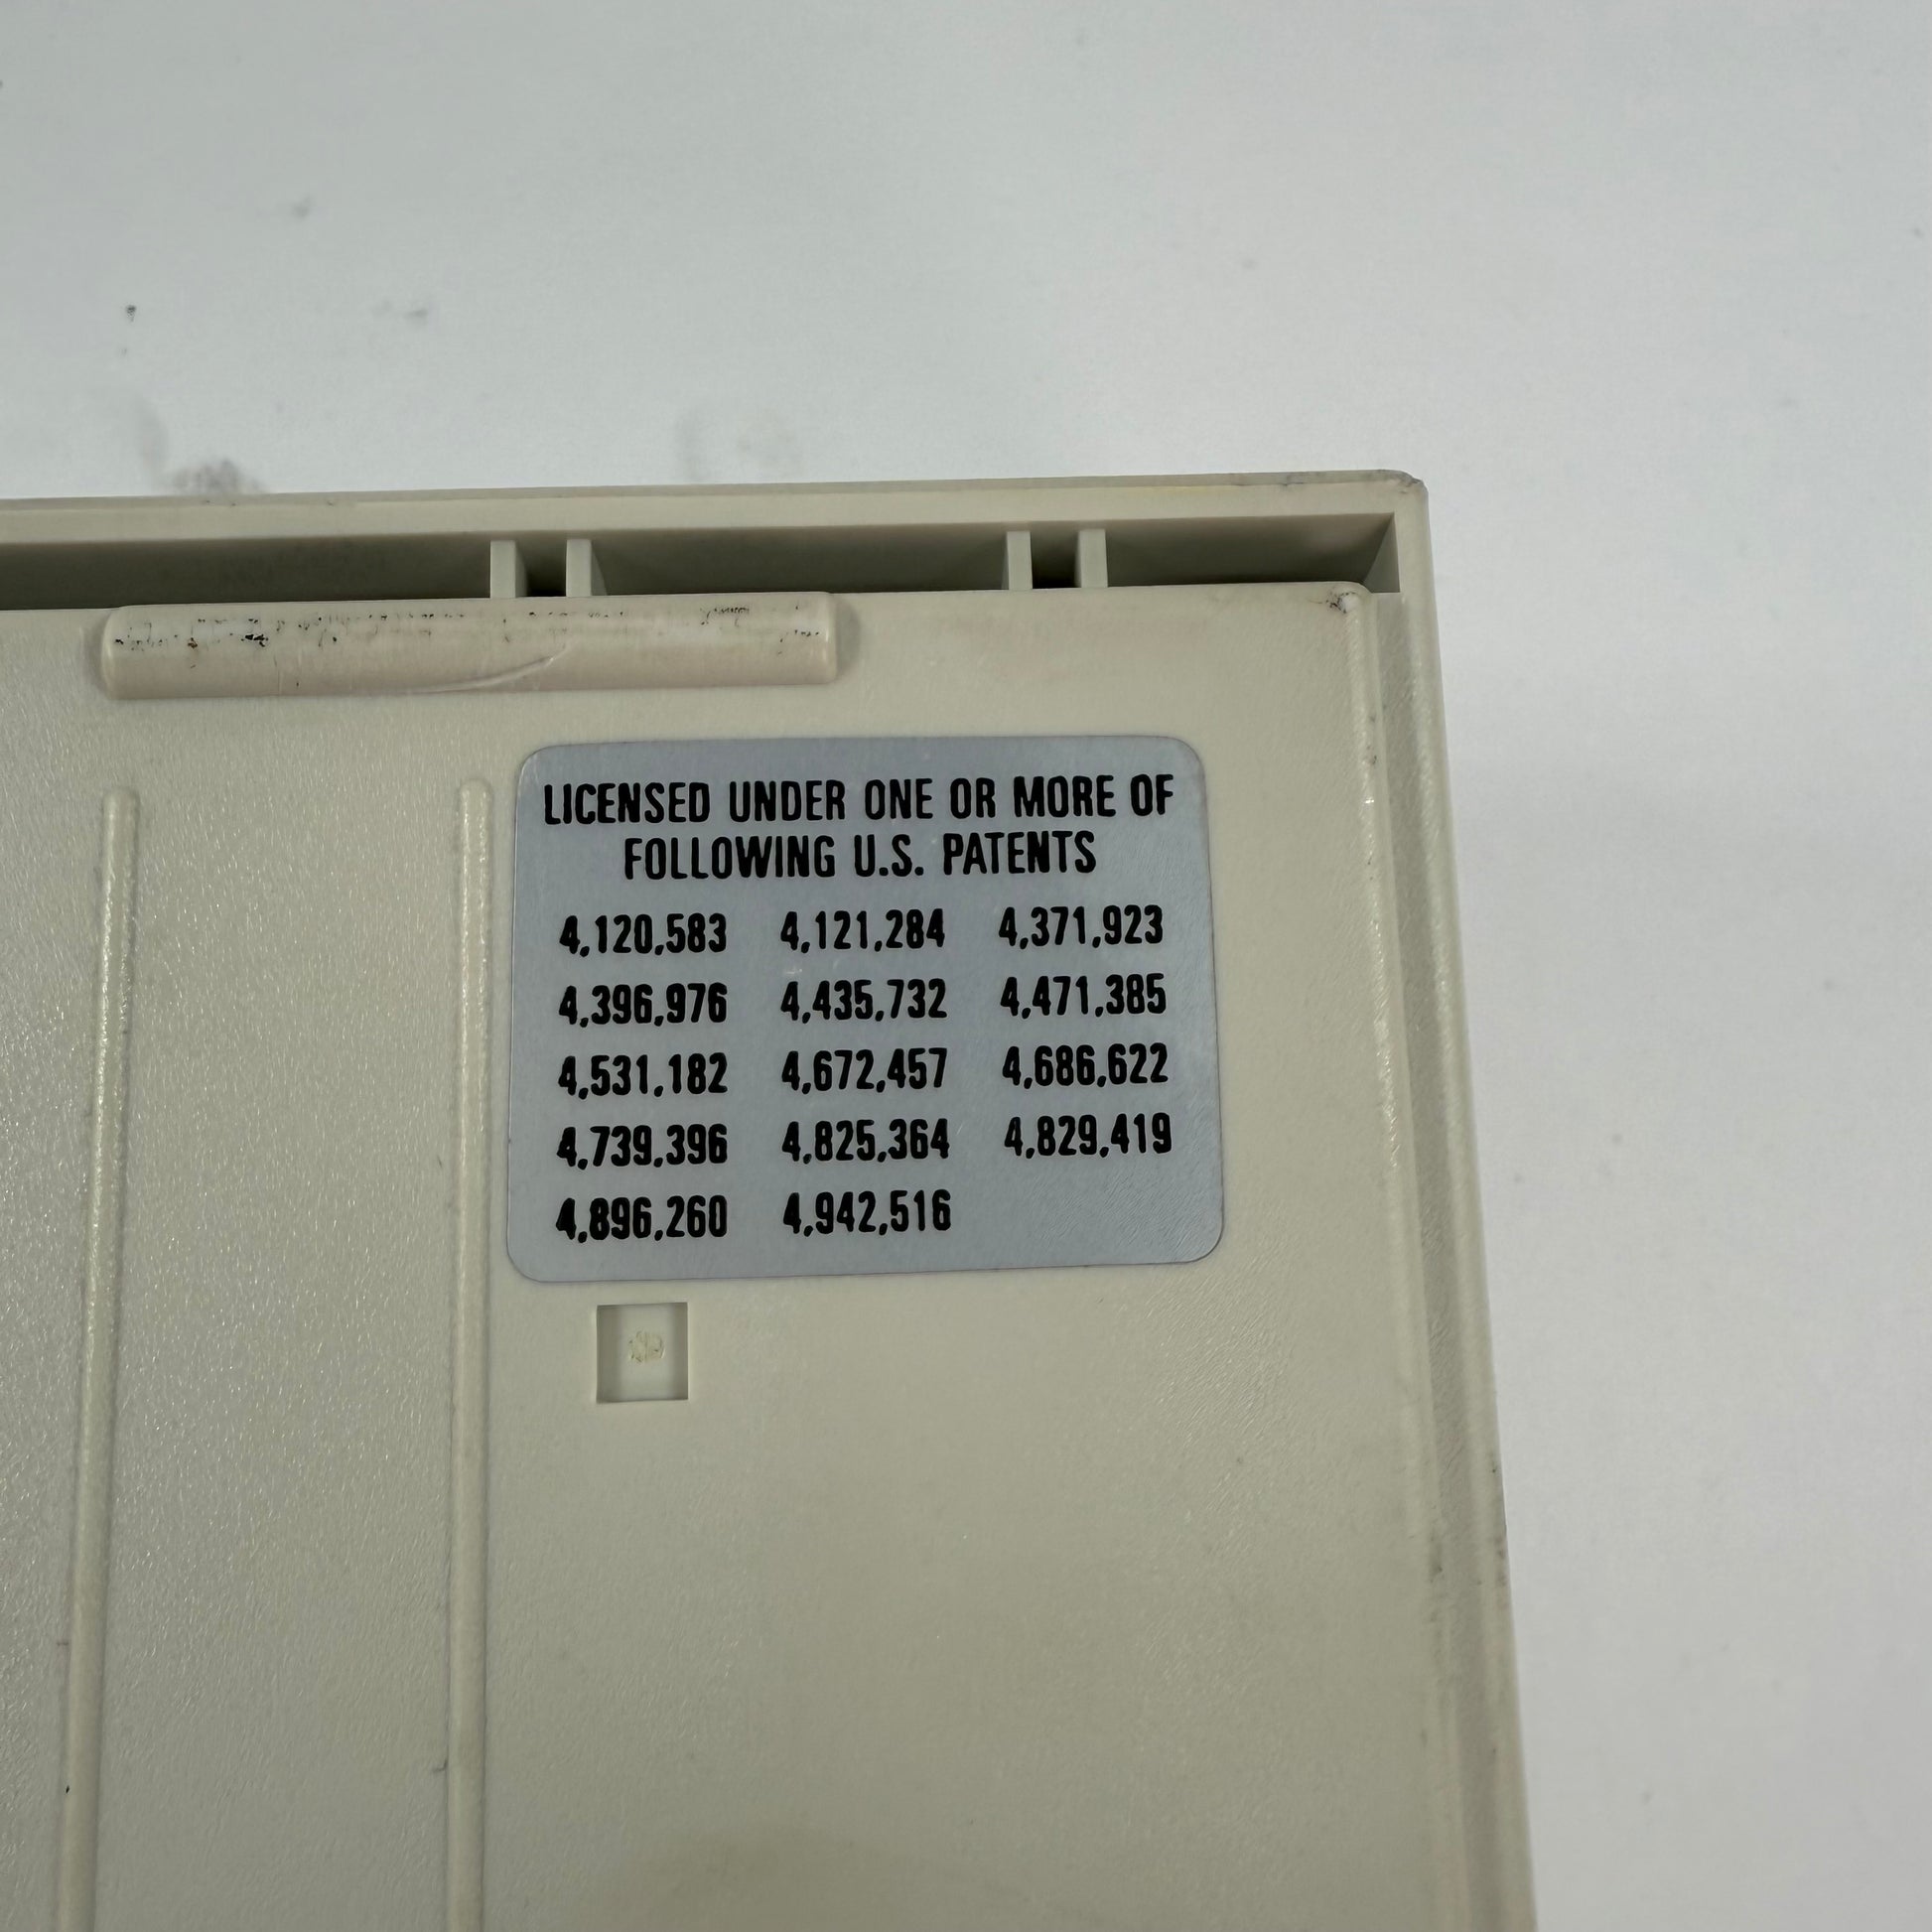 LICENSED UNDER ONE OR MORE OF
FOLLOWING U.S. PATENTS
4,120,583 4,121,284 4,371,923
4,396,976 4,435,732 4,471,385
4,531,182 4,672,457 4,686,622
4,739,396 4,825,364 4,829,419
4,896,260 4,942,516